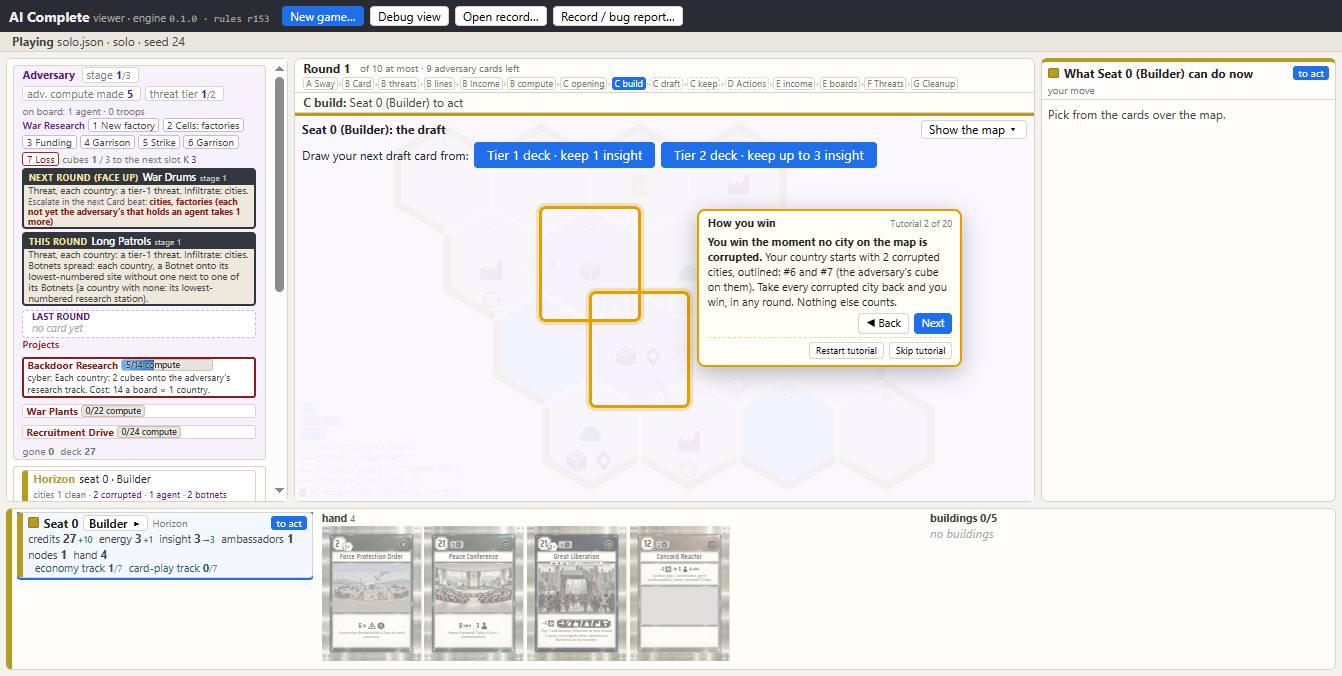 AI Complete viewer · engine 0.1.0 · rules r153 New game... Debug view Open record... Record / bug report...
Playing solo.json · solo · seed 24
Adversary stage 1/3
adv. compute made 5 threat tier 1/2
on board: 1 agent · 0 troops
War Research 1 New factory 2 Cells: factories
3 Funding 4 Garrison 5 Strike 6 Garrison
7 Loss cubes 1 / 3 to the next slot K 3
NEXT ROUND (FACE UP) War Drums stage 1
Threat, each country: a tier-1 threat. Infiltrate: cities.
Escalate in the next Card beat: cities, factories (each
not yet the adversary's that holds an agent takes 1
more)
THIS ROUND Long Patrols stage 1
Threat, each country: a tier-1 threat. Infiltrate: cities.
Botnets spread: each country, a Botnet onto its
lowest-numbered site without one next to one of
its Botnets (a country with none: its lowest-
numbered research station).
LAST ROUND
no card yet
Projects
Backdoor Research 5/14 compute
cyber: Each country: 2 cubes onto the adversary's
research track. Cost: 14 a board × 1 country.
War Plants 0/22 compute
Recruitment Drive 0/24 compute
gone 0 deck 27
Horizon seat 0 · Builder
cities 1 clean · 2 corrupted · 1 agent · 2 botnets
Round 1 of 10 at most · 9 adversary cards left
A Sway B Card B threats B lines B Income B compute C opening C build C draft C keep D Actions E income E boards F Threats G Cleanup
C build: Seat 0 (Builder) to act
Seat 0 (Builder): the draft Show the map ▼
Draw your next draft card from: Tier 1 deck · keep 1 insight Tier 2 deck · keep up to 3 insight
How you win Tutorial 2 of 20
You win the moment no city on the map is
corrupted. Your country starts with 2 corrupted
cities, outlined: #6 and #7 (the adversary's cube
on them). Take every corrupted city back and you
win, in any round. Nothing else counts.
◀ Back Next
Restart tutorial Skip tutorial
What Seat 0 (Builder) can do now to act
your move
Pick from the cards over the map.
Seat 0 Builder ▸ Horizon to act
credits 27 +10 energy 3 +1 insight 3 →3 ambassadors 1
nodes 1 hand 4
economy track 1/7 card-play track 0/7
hand 4
Force Protection Order
Peace Conference
Great Liberation
Concord Reactor
buildings 0/5
no buildings